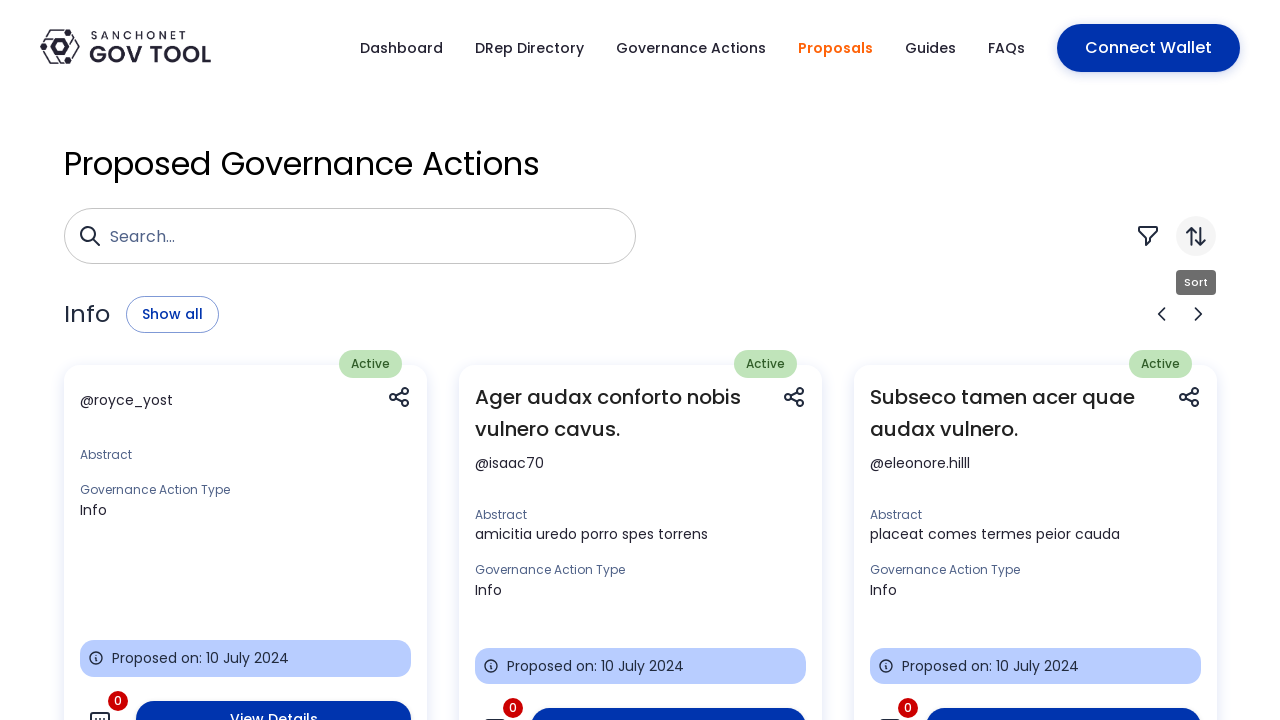 SANCHONET
GOV TOOL
Dashboard DRep Directory Governance Actions Proposals Guides FAQs Connect Wallet
Proposed Governance Actions
Search...
Sort
Info Show all
Active
@royce_yost
Abstract
Governance Action Type
Info
Proposed on: 10 July 2024
0
View Details
Active
Ager audax conforto nobis
vulnero cavus.
@isaac70
Abstract
amicitia uredo porro spes torrens
Governance Action Type
Info
Proposed on: 10 July 2024
0
Active
Subseco tamen acer quae
audax vulnero.
@eleonore.hilll
Abstract
placeat comes termes peior cauda
Governance Action Type
Info
Proposed on: 10 July 2024
0